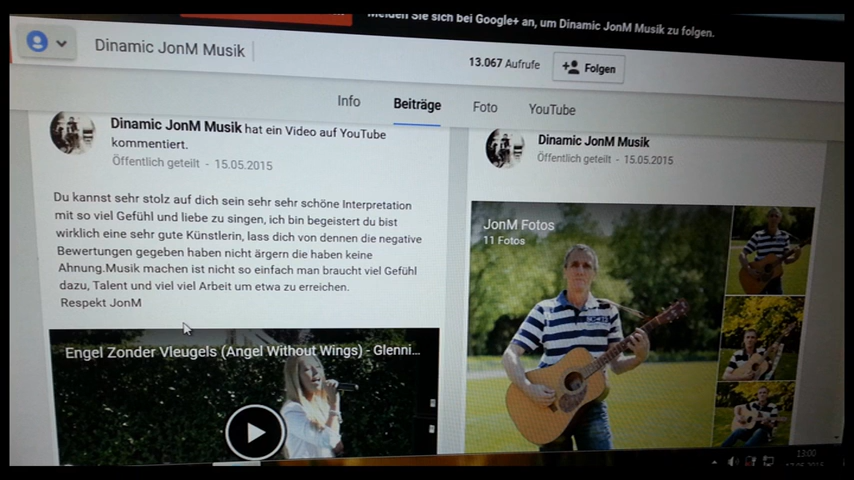 Melden Sie sich bei Google+ an, um Dinamic JonM Musik zu folgen.
Dinamic JonM Musik
13.067 Aufrufe
Folgen
Info
Beiträge
Foto
YouTube
Dinamic JonM Musik hat ein Video auf YouTube
kommentiert.
Öffentlich geteilt - 15.05.2015
Du kannst sehr stolz auf dich sein sehr sehr schöne Interpretation
mit so viel Gefühl und liebe zu singen, ich bin begeistert du bist
wirklich eine sehr gute Künstlerin, lass dich von dennen die negative
Bewertungen gegeben haben nicht ärgern die haben keine
Ahnung.Musik machen ist nicht so einfach man braucht viel Gefühl
dazu, Talent und viel viel Arbeit um etwa zu erreichen.
Respekt JonM
Engel Zonder Vleugels (Angel Without Wings) - Glenni...
Dinamic JonM Musik
Öffentlich geteilt - 15.05.2015
JonM Fotos
11 Fotos
13:00
17.05.2015